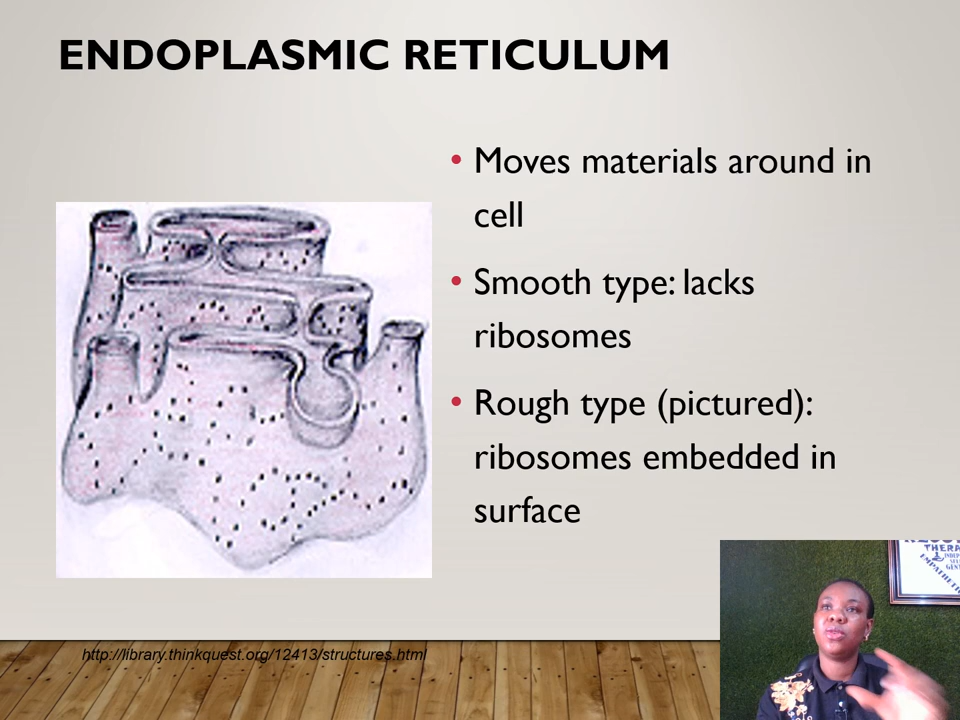 ENDOPLASMIC RETICULUM
• Moves materials around in
cell
• Smooth type: lacks
ribosomes
• Rough type (pictured):
ribosomes embedded in
surface
http://library.thinkquest.org/12413/structures.html
THERA